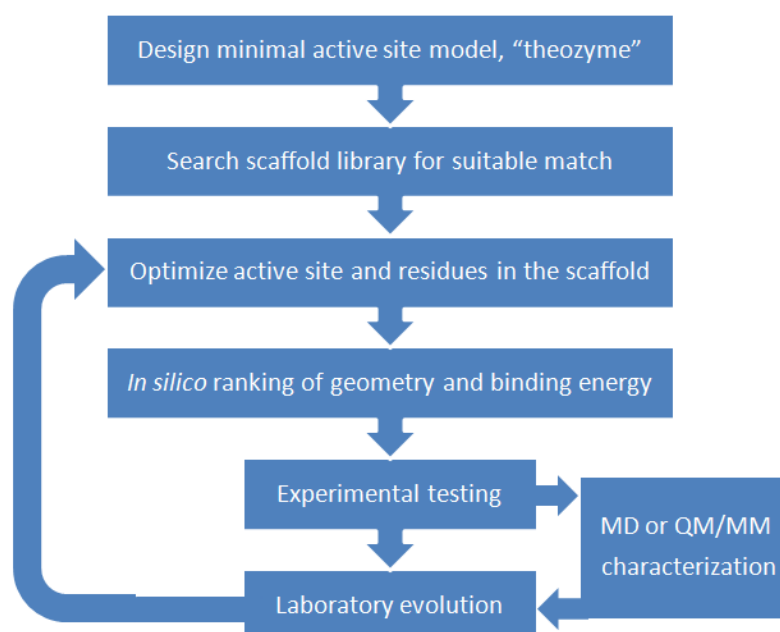 Design minimal active site model, “theozyme”
Search scaffold library for suitable match
Optimize active site and residues in the scaffold
In silico ranking of geometry and binding energy
Experimental testing
MD or QM/MM
characterization
Laboratory evolution